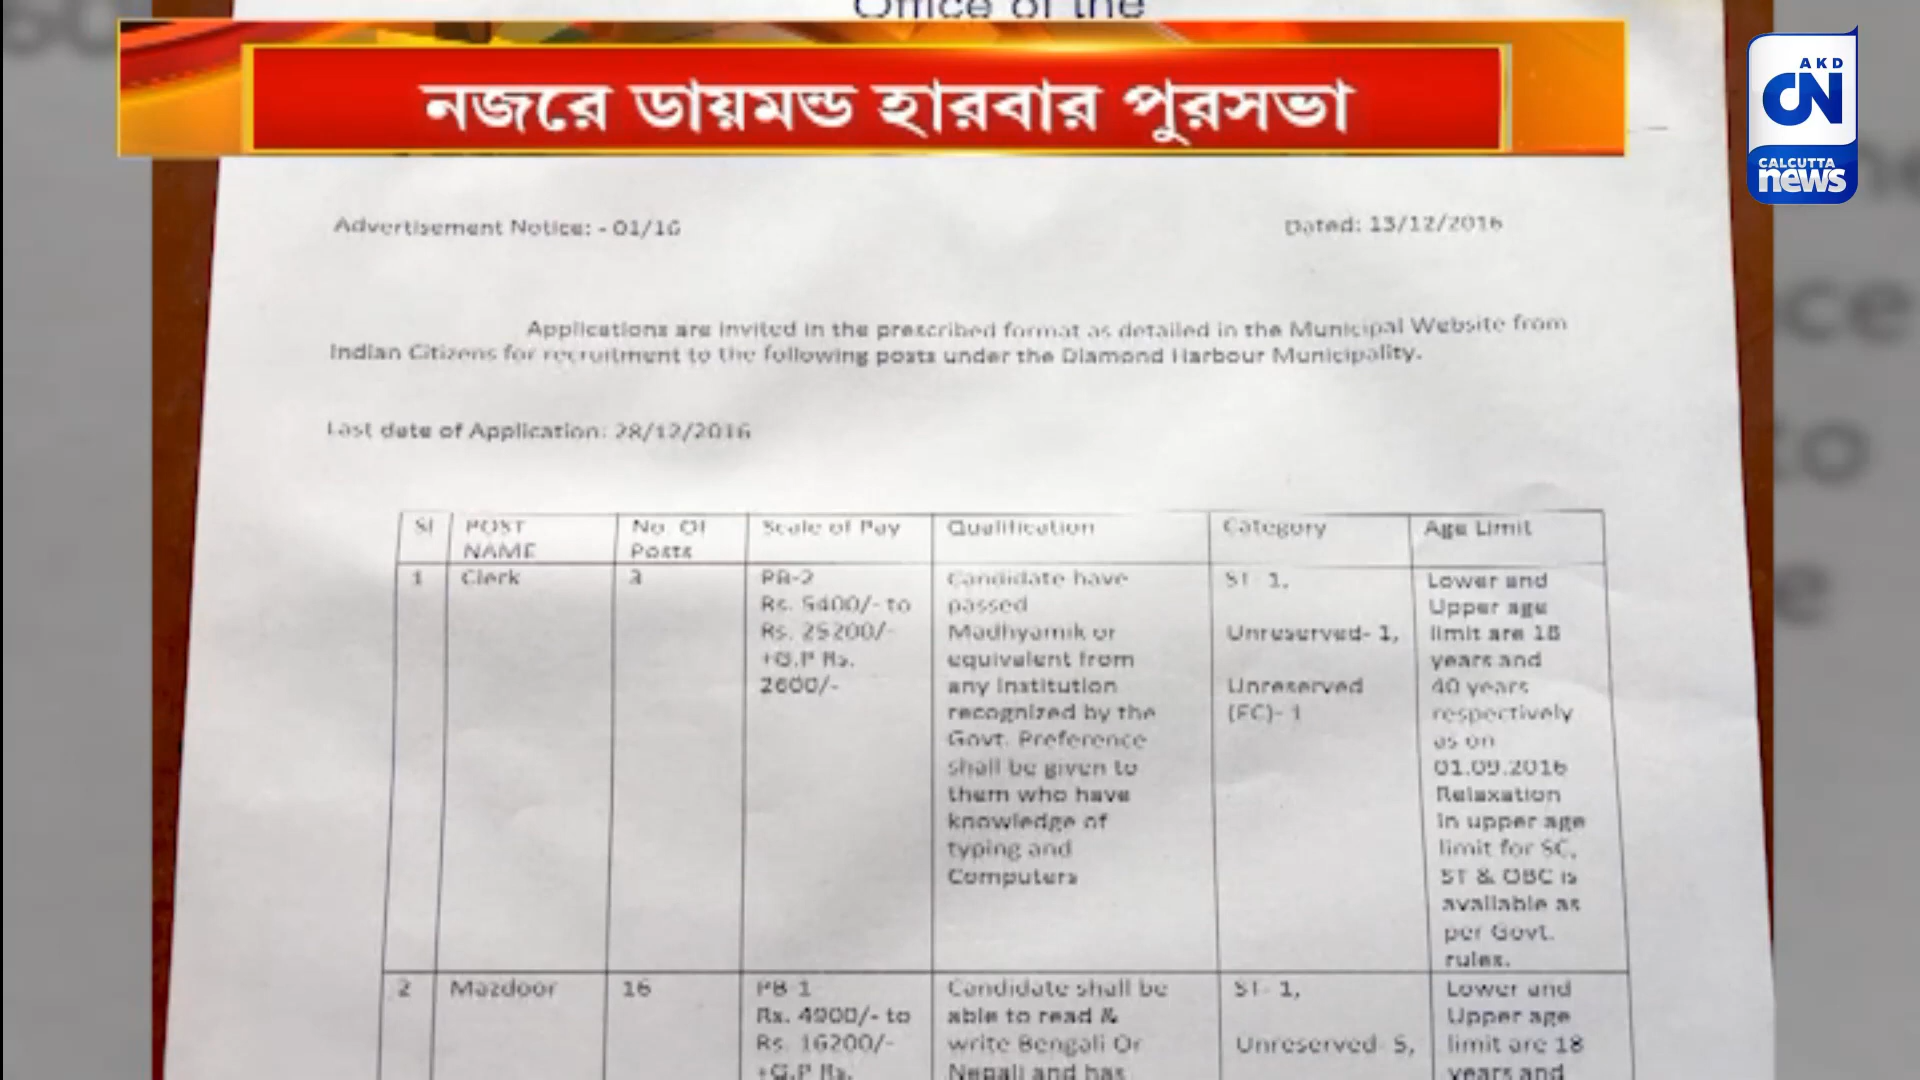 Office of the
নজরে ডায়মন্ড হারবার পুরসভা
AKD
CN
CALCUTTA
news
Advertisement Notice: - 01/16
Dated: 13/12/2016
Applications are invited in the prescribed format as detailed in the Municipal Website from
Indian Citizens for recruitment to the following posts under the Diamond Harbour Municipality.
Last date of Application: 28/12/2016
Sl POST NAME No. Of Posts Scale of Pay Qualification Category Age Limit
1 Clerk 3
PB-2
Rs. 5400/- to
Rs. 25200/-
+G.P Rs.
2600/-
Candidate have
passed
Madhyamik or
equivalent from
any institution
recognized by the
Govt. Preference
shall be given to
them who have
knowledge of
typing and
Computers
ST- 1,
Unreserved- 1,
Unreserved
(EC)- 1
Lower and
Upper age
limit are 18
years and
40 years
respectively
as on
01.09.2016
Relaxation
in upper age
limit for SC,
ST & OBC is
available as
per Govt.
rules.
2 Mazdoor 16
PB-1
Rs. 4900/- to
Rs. 16200/-
+G.P Rs.
Candidate shall be
able to read &
write Bengali Or
Nepali and has
ST- 1,
Unreserved- 5,
Lower and
Upper age
limit are 18
years and